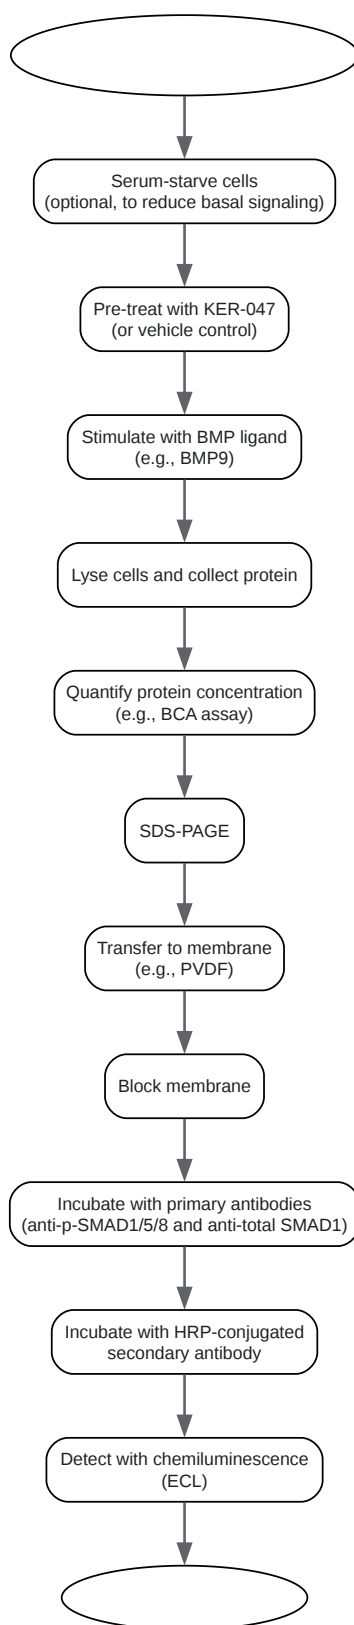 Serum-starve cells
(optional, to reduce basal signaling)
Pre-treat with KER-047
(or vehicle control)
Stimulate with BMP ligand
(e.g., BMP9)
Lyse cells and collect protein
Quantify protein concentration
(e.g., BCA assay)
SDS-PAGE
Transfer to membrane
(e.g., PVDF)
Block membrane
Incubate with primary antibodies
(anti-p-SMAD1/5/8 and anti-total SMAD1)
Incubate with HRP-conjugated
secondary antibody
Detect with chemiluminescence
(ECL)